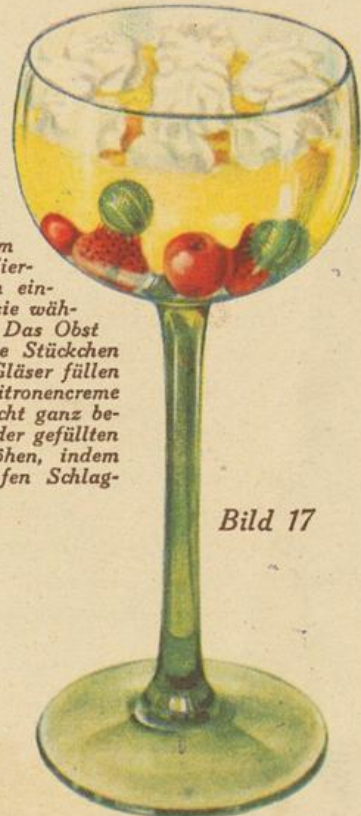 m
ier-
n ein-
ie wäh-
Das Obst
e Stückchen
Gläser füllen
itronencreme
cht ganz be-
der gefüllten
öhen, indem
fen Schlag-
Bild 17